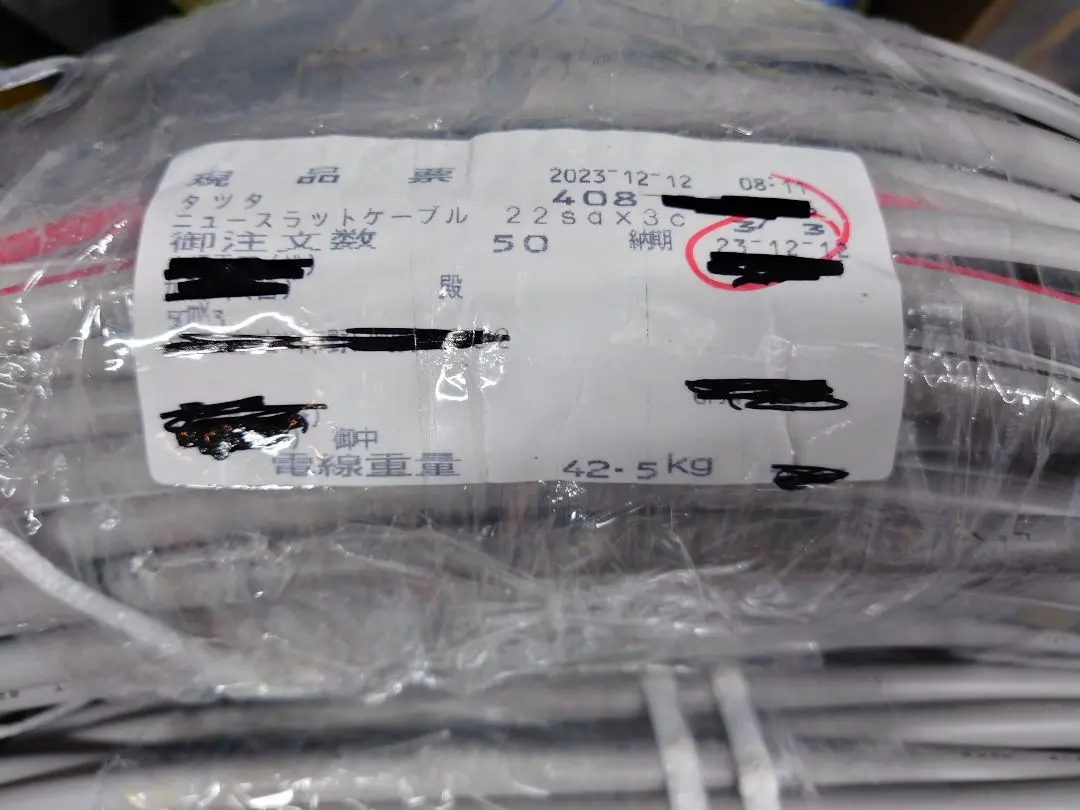 現品票 2023-12-12 08:11
タツタ 408
ニュースラットケーブル 22sqx3c
御注文数 50 納期 23-12-12
殿
御中
電線重量 42.5kg